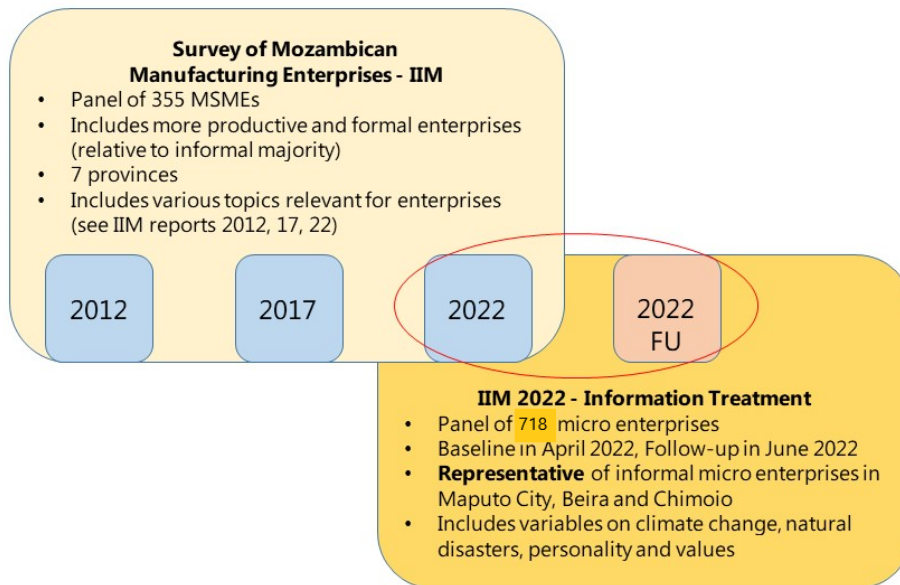 Survey of Mozambican
Manufacturing Enterprises - IIM
• Panel of 355 MSMEs
• Includes more productive and formal enterprises
(relative to informal majority)
• 7 provinces
• Includes various topics relevant for enterprises
(see IIM reports 2012, 17, 22)
2012
2017
2022
2022
FU
IIM 2022 - Information Treatment
• Panel of 718 micro enterprises
• Baseline in April 2022, Follow-up in June 2022
• Representative of informal micro enterprises in
Maputo City, Beira and Chimoio
• Includes variables on climate change, natural
disasters, personality and values